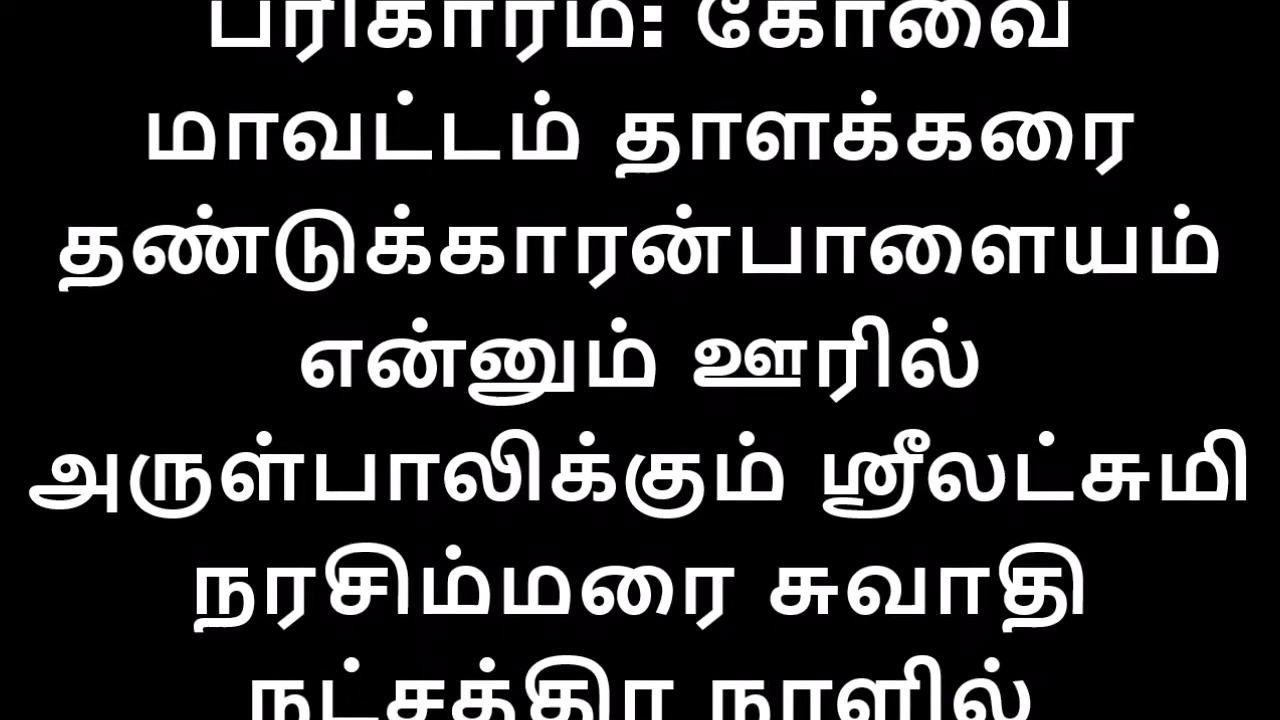 பரிகாரம்: கோவை
மாவட்டம் தாளக்கரை
தண்டுக்காரன்பாளையம்
என்னும் ஊரில்
அருள்பாலிக்கும் ஸ்ரீலட்சுமி
நரசிம்மரை சுவாதி
நட்சத்திர நாளில்